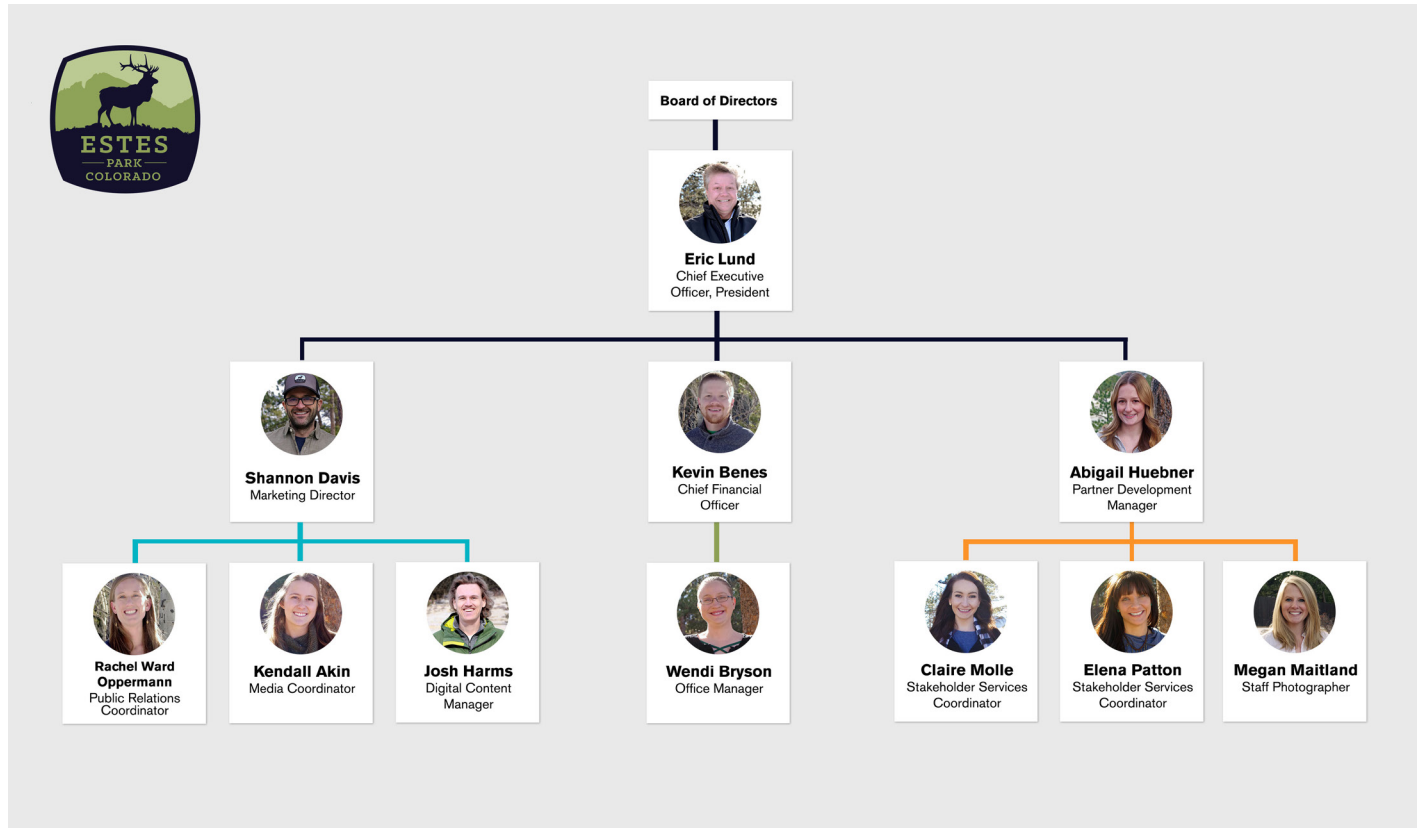 ESTES
PARK
COLORADO
Board of Directors
Eric Lund
Chief Executive
Officer, President
Shannon Davis
Marketing Director
Kevin Benes
Chief Financial
Officer
Abigail Huebner
Partner Development
Manager
Rachel Ward
Oppermann
Public Relations
Coordinator
Kendall Akin
Media Coordinator
Josh Harms
Digital Content
Manager
Wendi Bryson
Office Manager
Claire Molle
Stakeholder Services
Coordinator
Elena Patton
Stakeholder Services
Coordinator
Megan Maitland
Staff Photographer